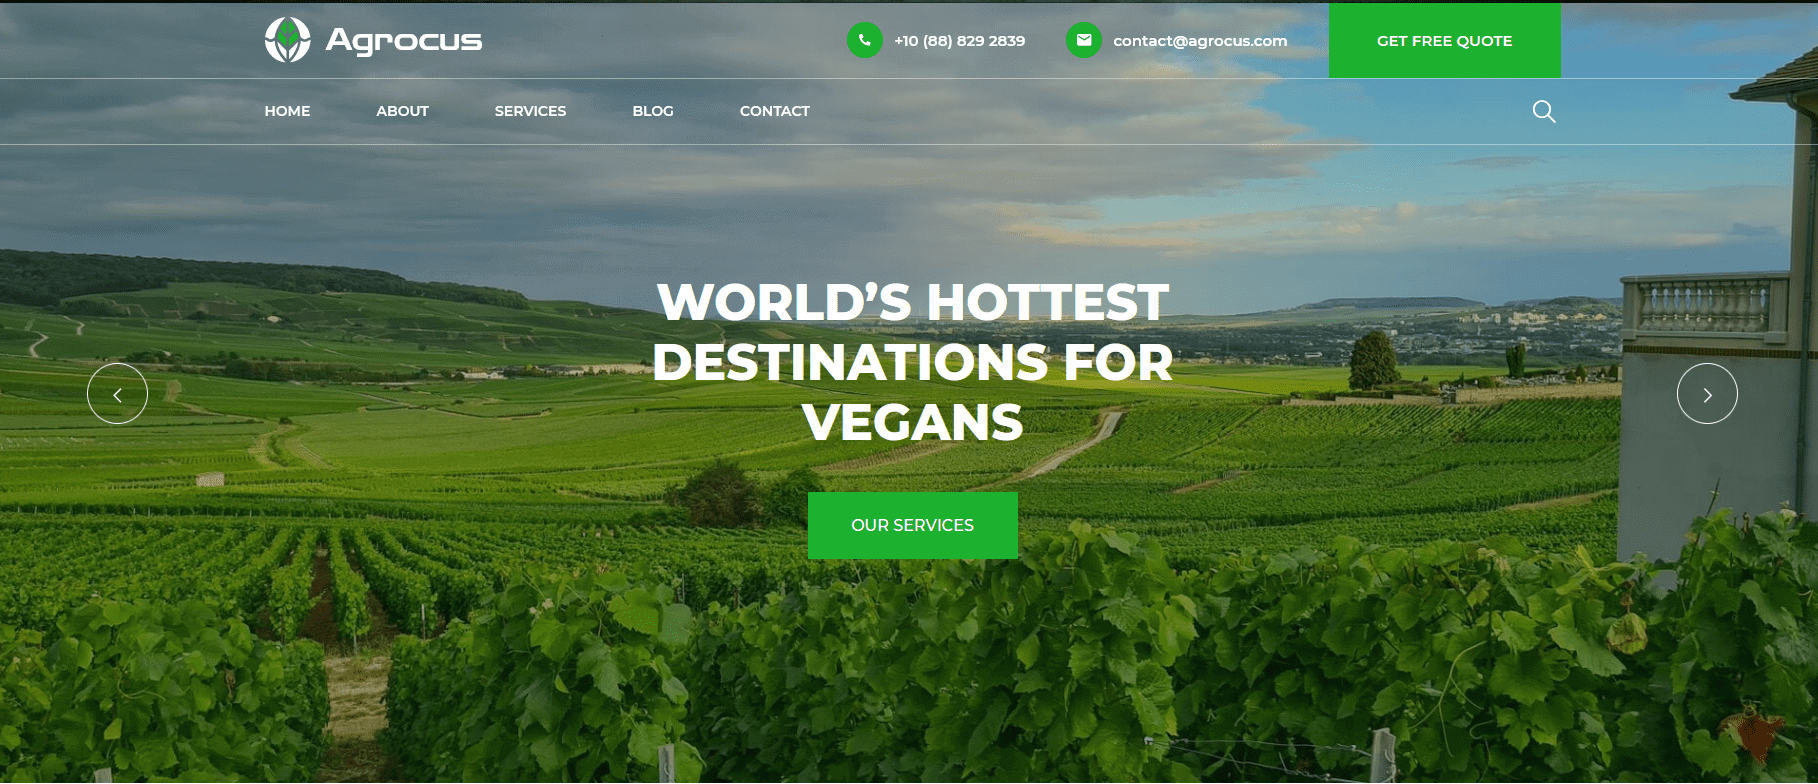 Agrocus
+10 (88) 829 2839
contact@agrocus.com
GET FREE QUOTE
HOME
ABOUT
SERVICES
BLOG
CONTACT
WORLD’S HOTTEST
DESTINATIONS FOR
VEGANS
OUR SERVICES